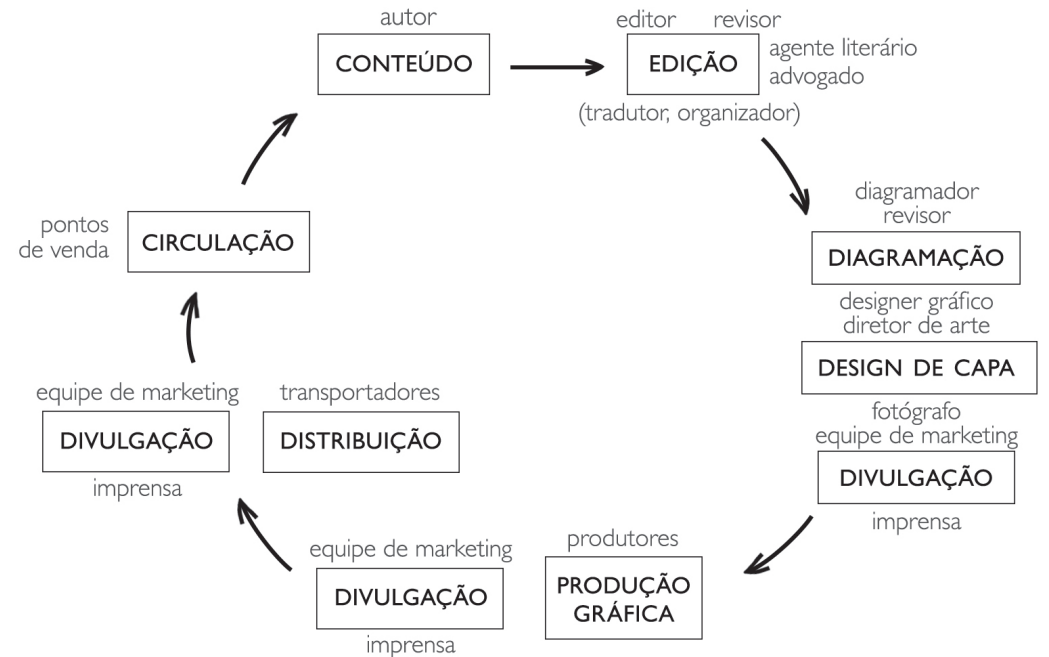 autor
CONTEÚDO
editor revisor
EDIÇÃO
agente literário
advogado
(tradutor, organizador)
diagramador
revisor
DIAGRAMAÇÃO
designer gráfico
diretor de arte
DESIGN DE CAPA
fotógrafo
equipe de marketing
DIVULGAÇÃO
imprensa
produtores
PRODUÇÃO
GRÁFICA
equipe de marketing
DIVULGAÇÃO
imprensa
transportadores
DISTRIBUIÇÃO
equipe de marketing
DIVULGAÇÃO
imprensa
pontos
de venda
CIRCULAÇÃO